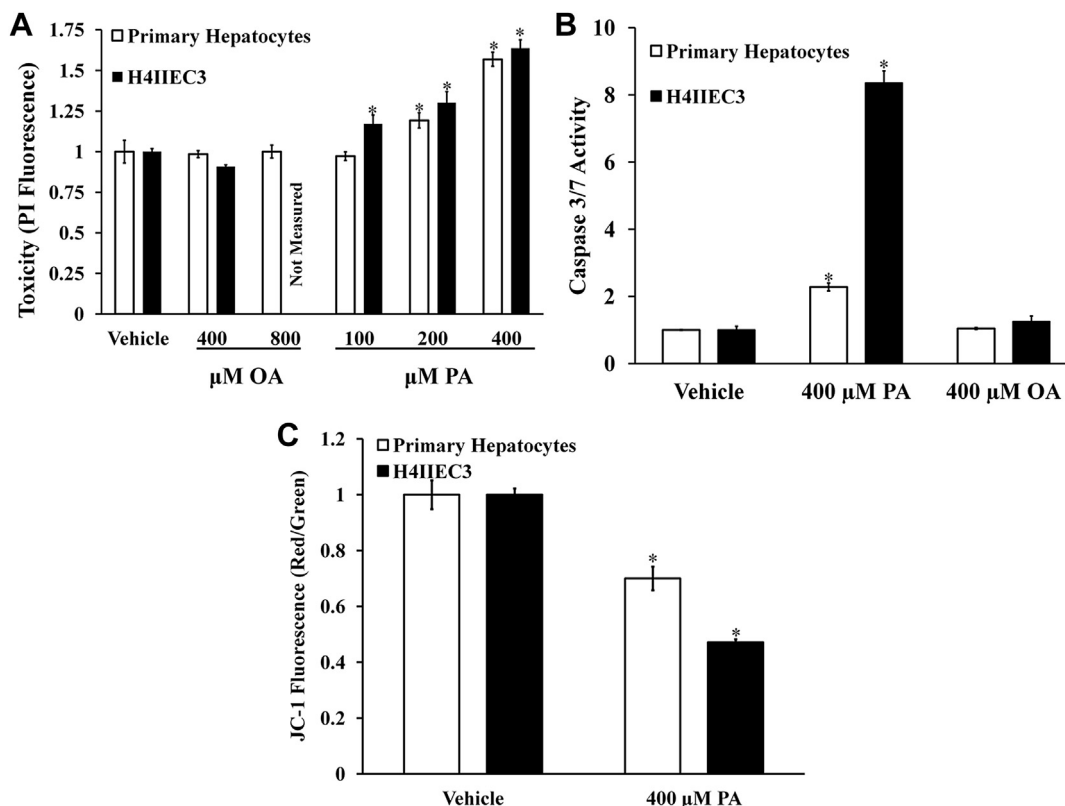 A
Toxicity (PI Fluorescence)
1.75
1.5
1.25
1
0.75
0.5
0.25
0
Primary Hepatocytes
H4IIEC3
* * * * *
Not Measured
Vehicle 400 800 100 200 400
μM OA μM PA
B
Caspase 3/7 Activity
10
8
6
4
2
0
Primary Hepatocytes
H4IIEC3
* *
Vehicle 400 μM PA 400 μM OA
C
JC-1 Fluorescence (Red/Green)
1.2
1
0.8
0.6
0.4
0.2
0
Primary Hepatocytes
H4IIEC3
* *
Vehicle 400 μM PA